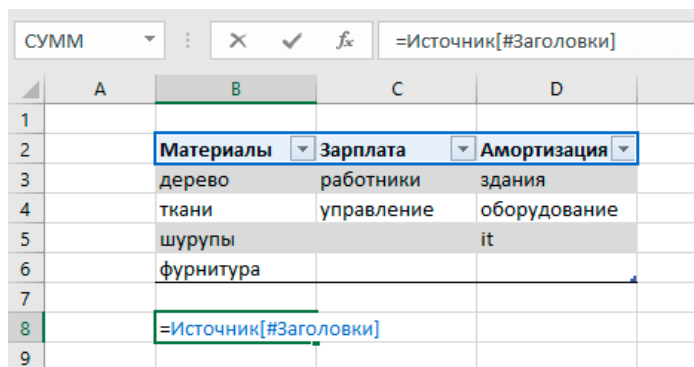 СУММ fx =Источник[#Заголовки]
A B C D
1
2 Материалы Зарплата Амортизация
3 дерево работники здания
4 ткани управление оборудование
5 шурупы it
6 фурнитура
7
8 =Источник[#Заголовки]
9